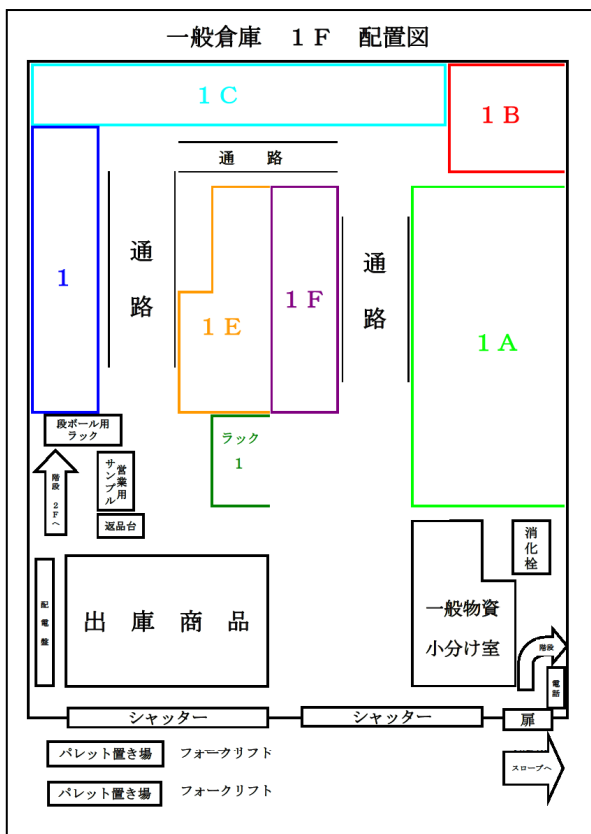 一般倉庫 １Ｆ 配置図
１Ｃ
１Ｂ
通 路
通
路
１
１Ｅ
１Ｆ
通
路
１Ａ
段ボール用
ラック
ラック
１
階段 ２Ｆへ
営業用
サンプル
返品台
消
化
栓
配電盤
出 庫 商 品
一般物資
小分け室
階段
電話
シャッター
シャッター
扉
パレット置き場 フォークリフト
スロープへ
パレット置き場 フォークリフト